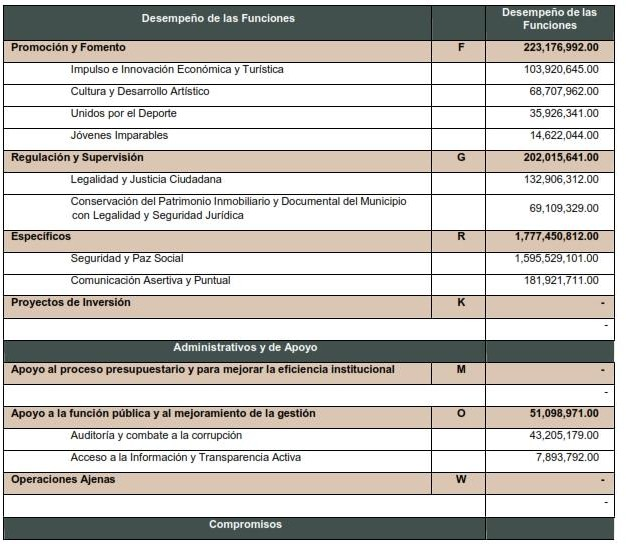 Desempeño de las Funciones Desempeño de las
Funciones
Promoción y Fomento F 223,176,992.00
Impulso e Innovación Económica y Turística 103,920,645.00
Cultura y Desarrollo Artístico 68,707,962.00
Unidos por el Deporte 35,926,341.00
Jóvenes Imparables 14,622,044.00
Regulación y Supervisión G 202,015,641.00
Legalidad y Justicia Ciudadana 132,906,312.00
Conservación del Patrimonio Inmobiliario y Documental del Municipio
con Legalidad y Seguridad Jurídica 69,109,329.00
Específicos R 1,777,450,812.00
Seguridad y Paz Social 1,595,529,101.00
Comunicación Asertiva y Puntual 181,921,711.00
Proyectos de Inversión K -
-
Administrativos y de Apoyo
Apoyo al proceso presupuestario y para mejorar la eficiencia institucional M -
-
Apoyo a la función pública y al mejoramiento de la gestión O 51,098,971.00
Auditoría y combate a la corrupción 43,205,179.00
Acceso a la Información y Transparencia Activa 7,893,792.00
Operaciones Ajenas W -
-
Compromisos